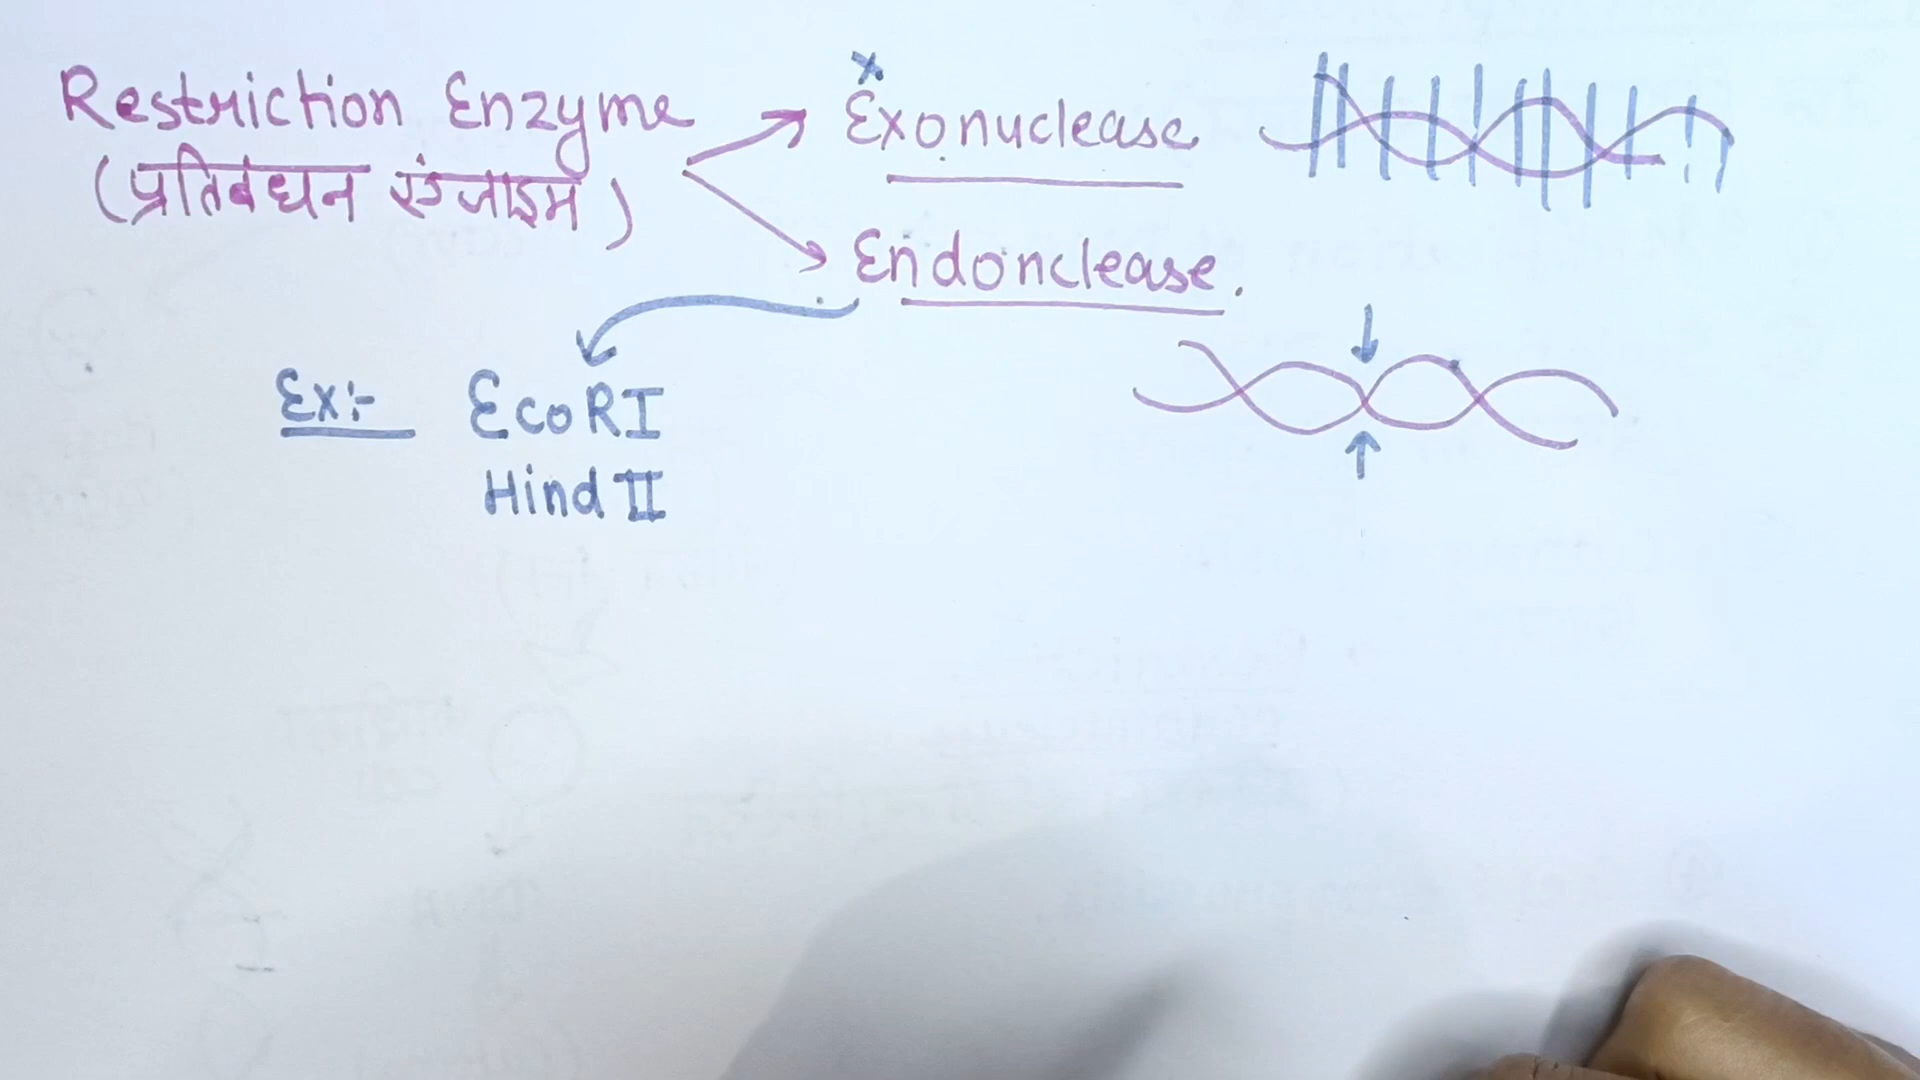 Restriction Enzyme
(प्रतिबंधन एंजाइम)
x
Exonuclease
Endonclease.
Ex:- EcoRI
Hind II